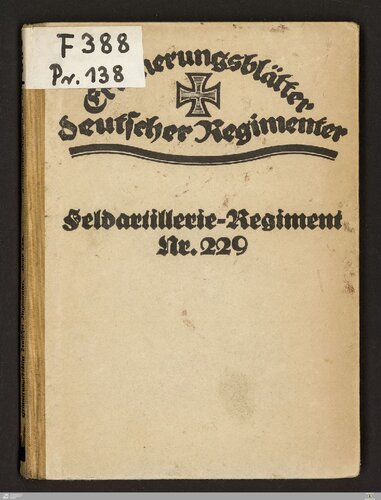 F 388
Pr. 138
Erinnerungsblätter
deutscher Regimenter
Feldartillerie-Regiment
Nr. 229